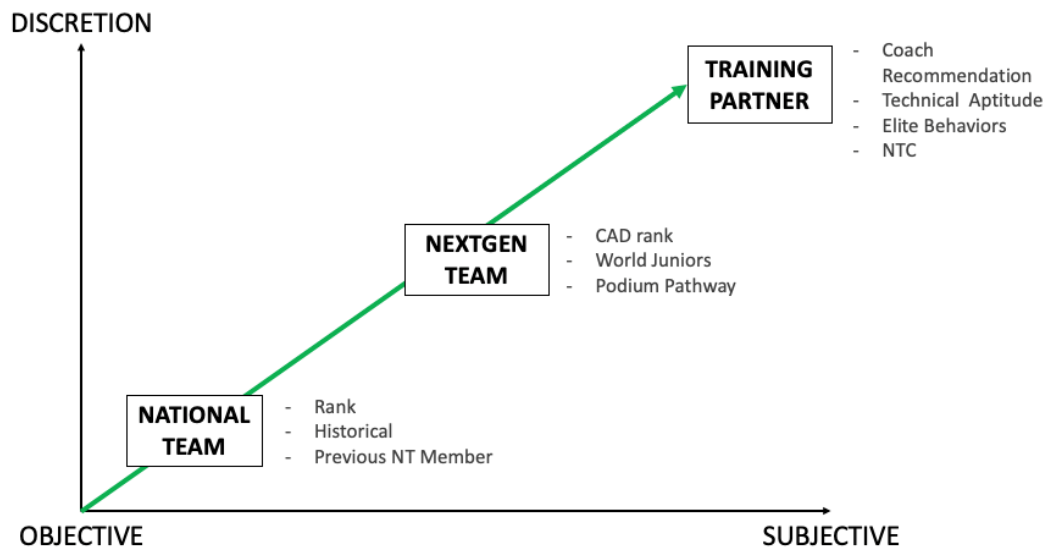 DISCRETION
TRAINING
PARTNER
- Coach
Recommendation
- Technical Aptitude
- Elite Behaviors
- NTC
NEXTGEN
TEAM
- CAD rank
- World Juniors
- Podium Pathway
NATIONAL
TEAM
- Rank
- Historical
- Previous NT Member
OBJECTIVE
SUBJECTIVE